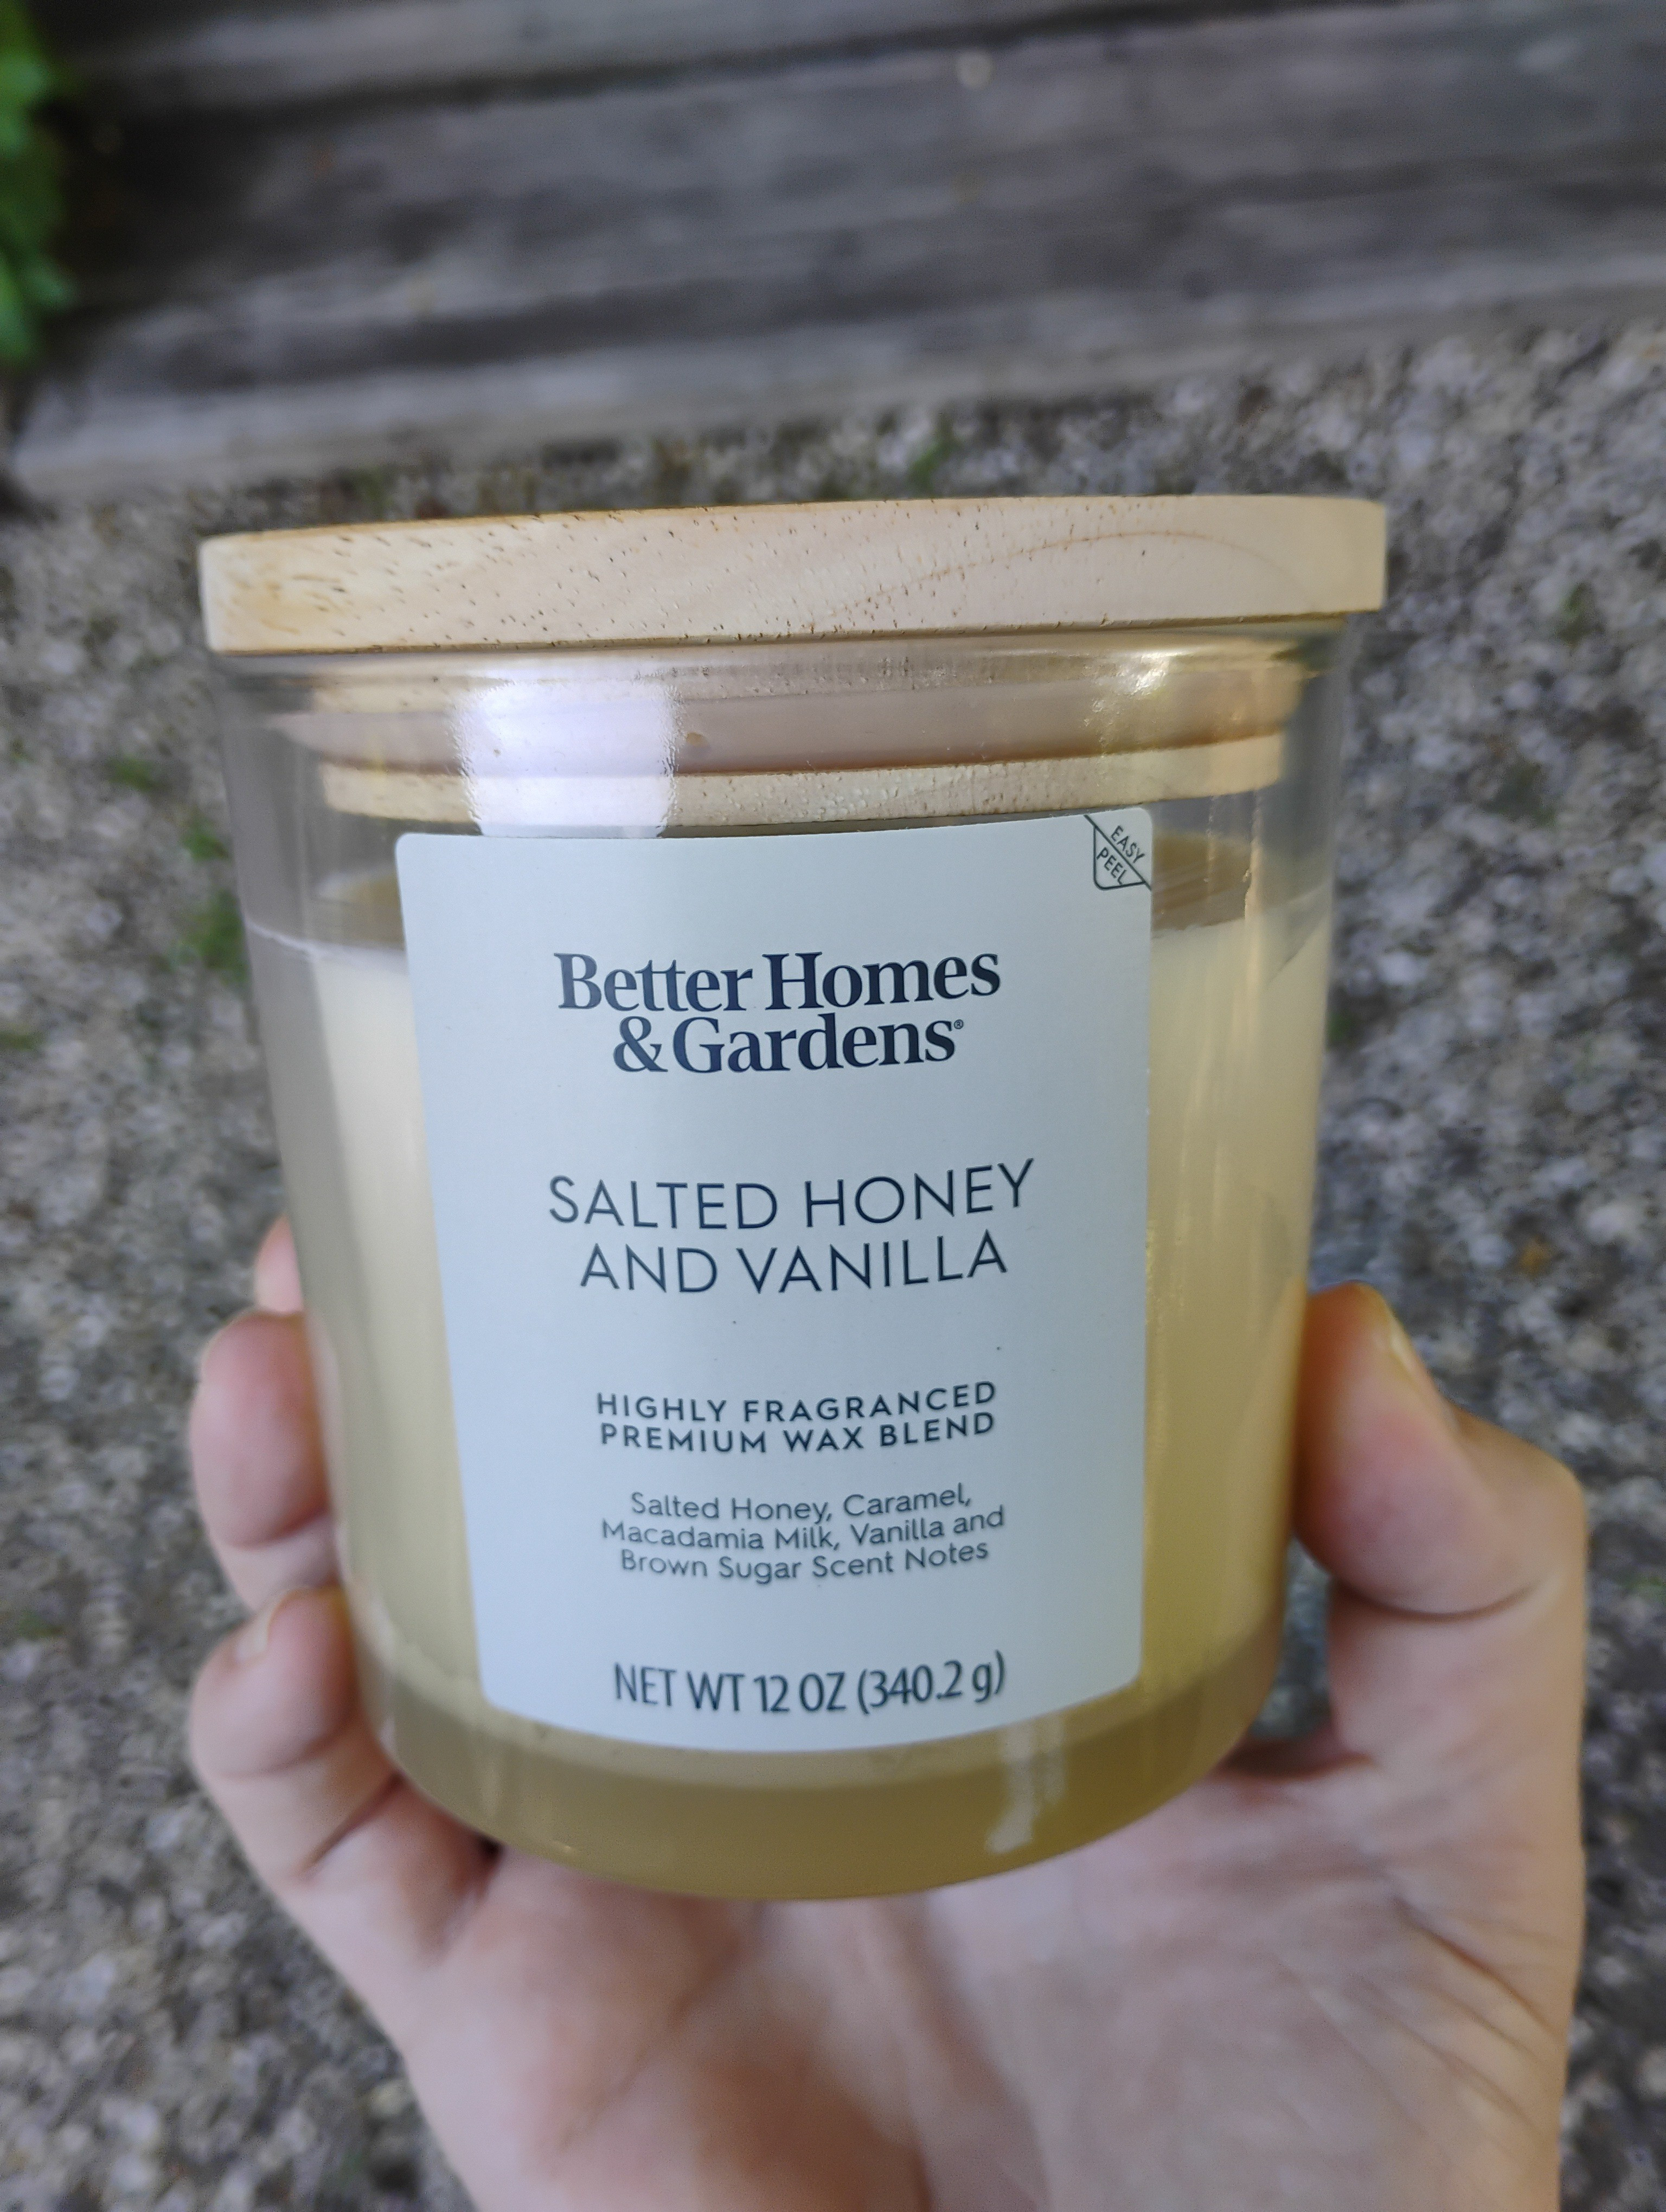 EASY
PEEL
Better Homes
& Gardens®
SALTED HONEY
AND VANILLA
HIGHLY FRAGRANCED
PREMIUM WAX BLEND
Salted Honey, Caramel,
Macadamia Milk, Vanilla and
Brown Sugar Scent Notes
NET WT 12 OZ (340.2 g)